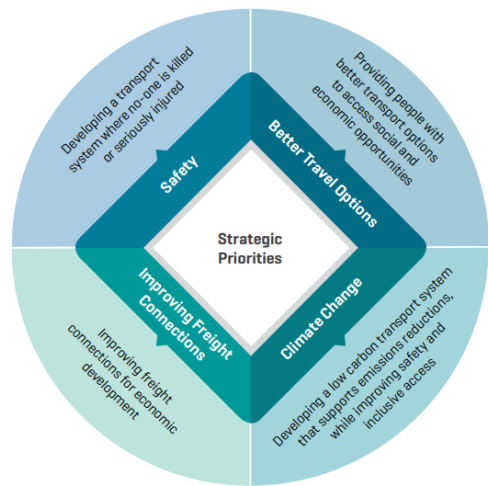 Developing a transport
system where no-one is killed
or seriously injured
Safety
Providing people with
better transport options
to access social and
economic opportunities
Better Travel Options
Strategic
Priorities
Improving Freight
Connections
Improving freight
connections for economic
development
Climate Change
Developing a low carbon transport system
that supports emissions reductions,
while improving safety and
inclusive access